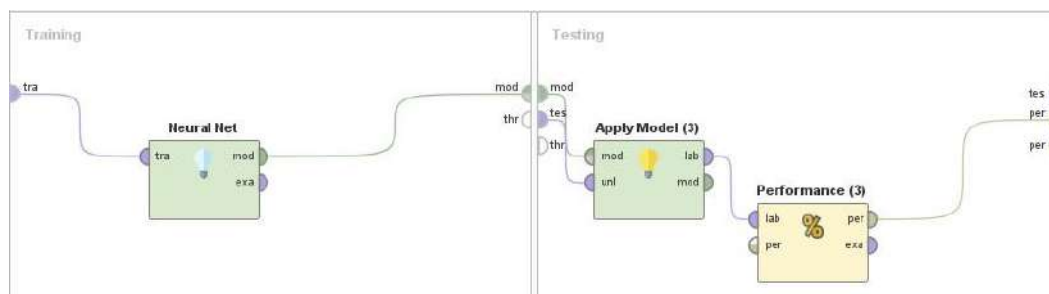 Training
Testing
tra
mod
thr
mod
tes
thr
tes
per
per
Neural Net
tra
mod
exa
Apply Model (3)
mod
lab
unl
mod
Performance (3)
lab
per
per
exa
%